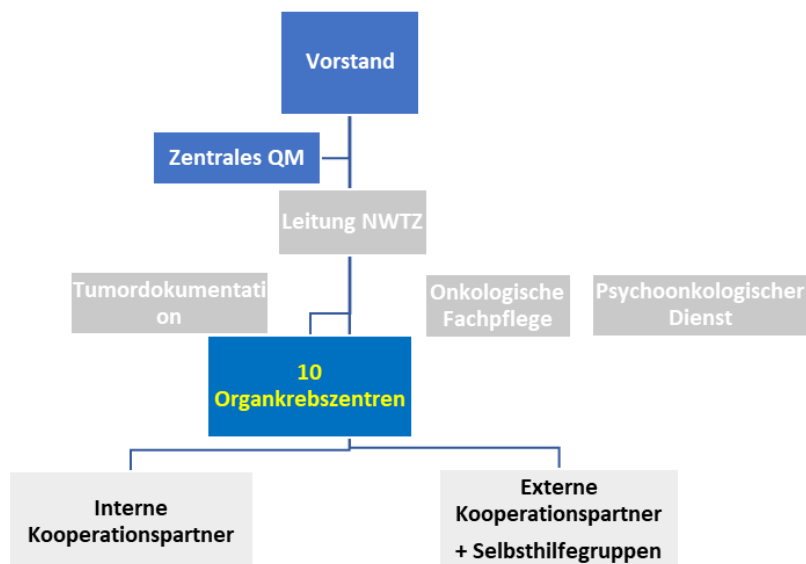 Vorstand
Zentrales QM
Leitung NWTZ
Tumordokumentati
on
Onkologische
Fachpflege
Psychoonkologischer
Dienst
10
Organkrebszentren
Interne
Kooperationspartner
Externe
Kooperationspartner
+ Selbsthilfegruppen